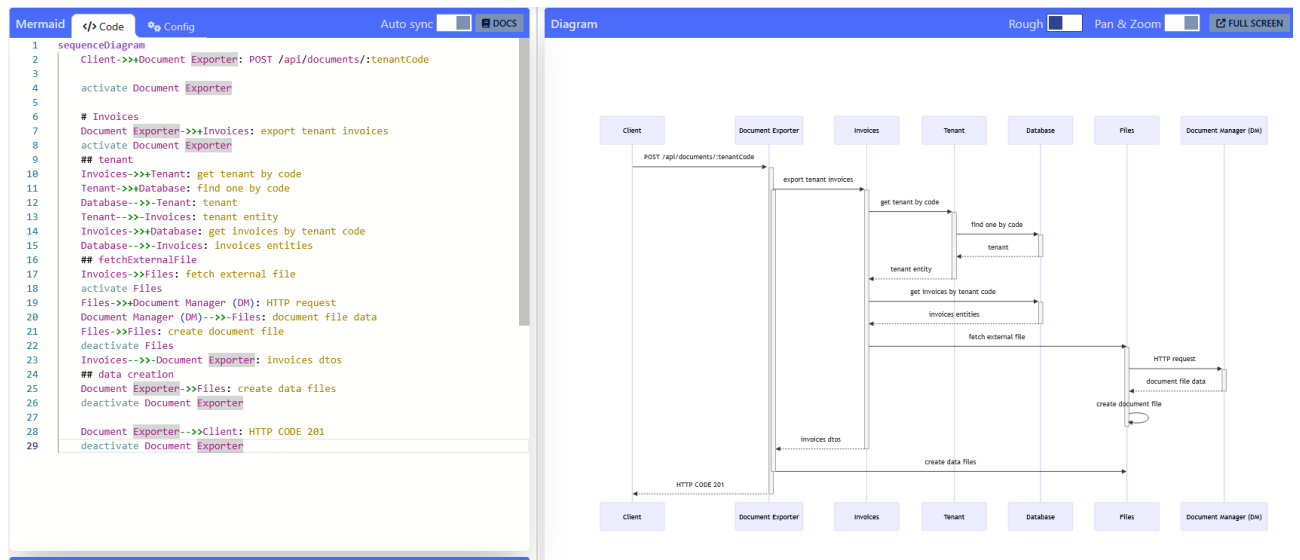 Mermaid
Code
Config
Auto sync
DOCS
1 sequenceDiagram
2 Client->>+Document Exporter: POST /api/documents/:tenantCode
3
4 activate Document Exporter
5
6 # Invoices
7 Document Exporter->>+Invoices: export tenant invoices
8 activate Document Exporter
9 ## tenant
10 Invoices->>+Tenant: get tenant by code
11 Tenant->>+Database: find one by code
12 Database-->>-Tenant: tenant
13 Tenant-->>-Invoices: tenant entity
14 Invoices->>+Database: get invoices by tenant code
15 Database-->>-Invoices: invoices entities
16 ## fetchExternalFile
17 Invoices->>Files: fetch external file
18 activate Files
19 Files->>+Document Manager (DM): HTTP request
20 Document Manager (DM)-->>-Files: document file data
21 Files->>Files: create document file
22 deactivate Files
23 Invoices-->>-Document Exporter: invoices dtos
24 ## data creation
25 Document Exporter->>Files: create data files
26 deactivate Document Exporter
27
28 Document Exporter-->>Client: HTTP CODE 201
29 deactivate Document Exporter
Diagram
Rough
Pan & Zoom
FULL SCREEN
Client Document Exporter Invoices Tenant Database Files Document Manager (DM)
POST /api/documents/:tenantCode
export tenant invoices
get tenant by code
find one by code
tenant
tenant entity
get invoices by tenant code
invoices entities
fetch external file
HTTP request
document file data
create document file
invoices dtos
create data files
HTTP CODE 201
Client Document Exporter Invoices Tenant Database Files Document Manager (DM)